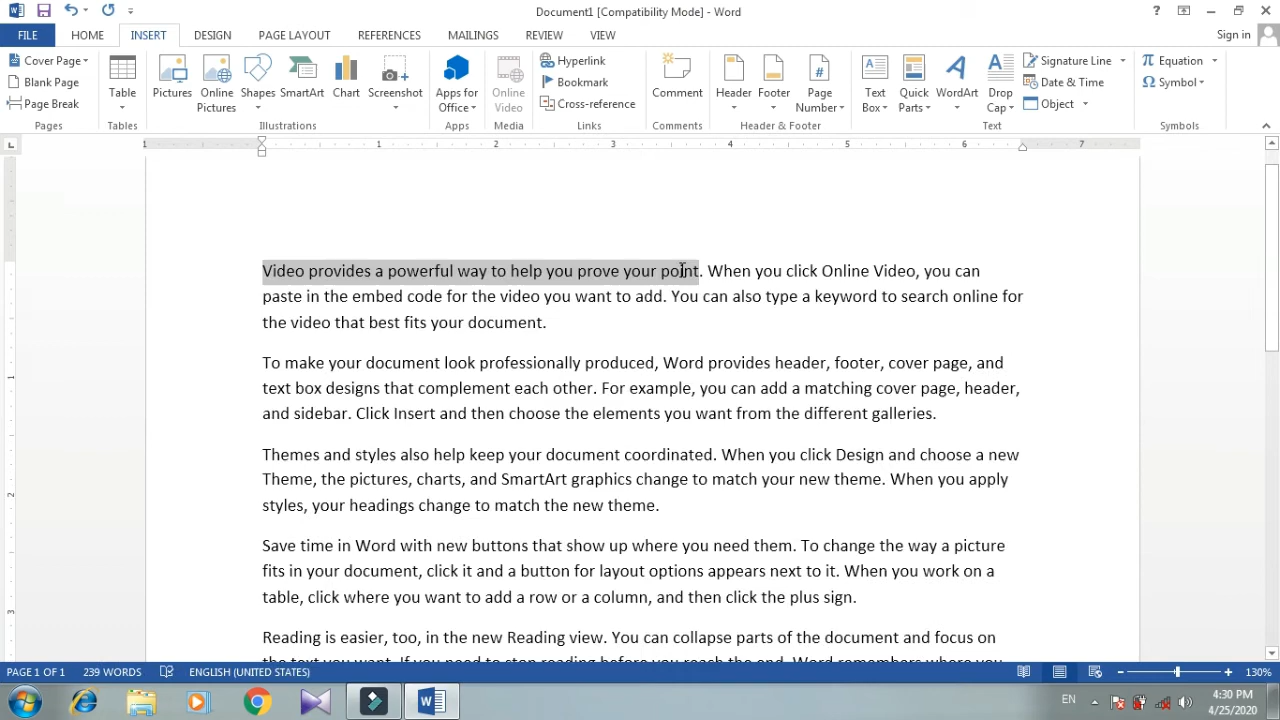 Document1 [Compatibility Mode] - Word
?
FILE HOME INSERT DESIGN PAGE LAYOUT REFERENCES MAILINGS REVIEW VIEW Sign in
Cover Page
Blank Page
Page Break
Pages
Table
Tables
Pictures
Online Pictures
Shapes
SmartArt
Chart
Screenshot
Illustrations
Apps for Office
Apps
Online Video
Media
Hyperlink
Bookmark
Cross-reference
Links
Comment
Comments
Header
Footer
Page Number
Header & Footer
Text Box
Quick Parts
WordArt
Drop Cap
Signature Line
Date & Time
Object
Text
Equation
Symbol
Symbols
1 1 2 3 4 5 6 7
Video provides a powerful way to help you prove your point. When you click Online Video, you can
paste in the embed code for the video you want to add. You can also type a keyword to search online for
the video that best fits your document.
To make your document look professionally produced, Word provides header, footer, cover page, and
text box designs that complement each other. For example, you can add a matching cover page, header,
and sidebar. Click Insert and then choose the elements you want from the different galleries.
Themes and styles also help keep your document coordinated. When you click Design and choose a new
Theme, the pictures, charts, and SmartArt graphics change to match your new theme. When you apply
styles, your headings change to match the new theme.
Save time in Word with new buttons that show up where you need them. To change the way a picture
fits in your document, click it and a button for layout options appears next to it. When you work on a
table, click where you want to add a row or a column, and then click the plus sign.
Reading is easier, too, in the new Reading view. You can collapse parts of the document and focus on
the text you want. If you need to stop reading before you reach the end, Word remembers where you
1
2
3
PAGE 1 OF 1 239 WORDS ENGLISH (UNITED STATES) 130%
EN
4:30 PM
4/25/2020